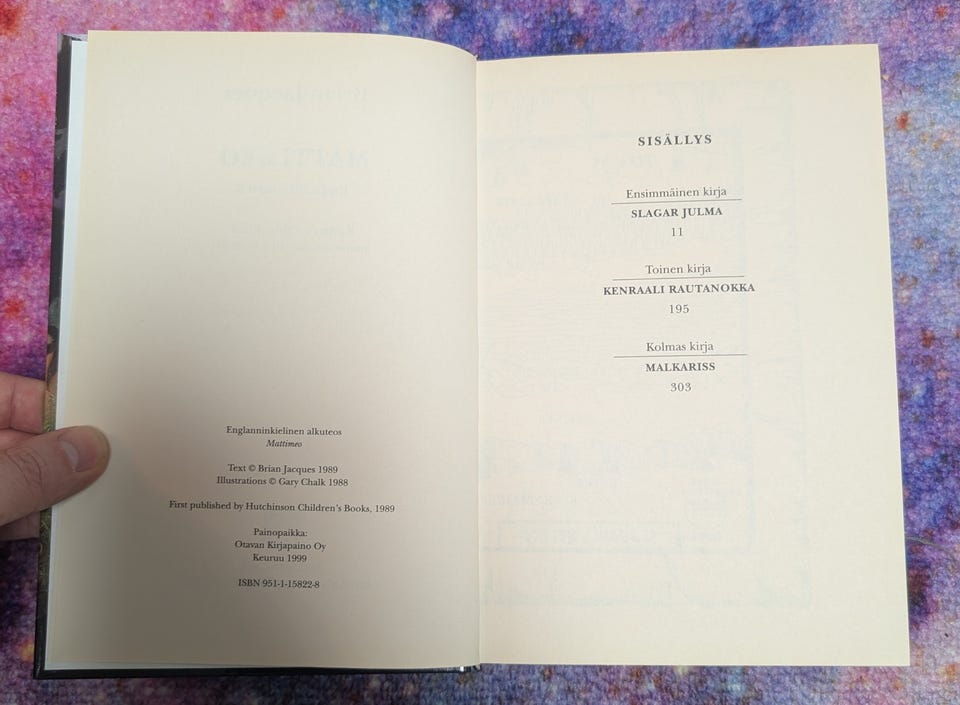 Englanninkielinen alkuteos
Mattimeo
Text © Brian Jacques 1989
Illustrations © Gary Chalk 1988
First published by Hutchinson Children's Books, 1989
Painopaikka:
Otavan Kirjapaino Oy
Keuruu 1999
ISBN 951-1-15822-8
SISÄLLYS
Ensimmäinen kirja
SLAGAR JULMA
11
Toinen kirja
KENRAALI RAUTANOKKA
195
Kolmas kirja
MALKARISS
303